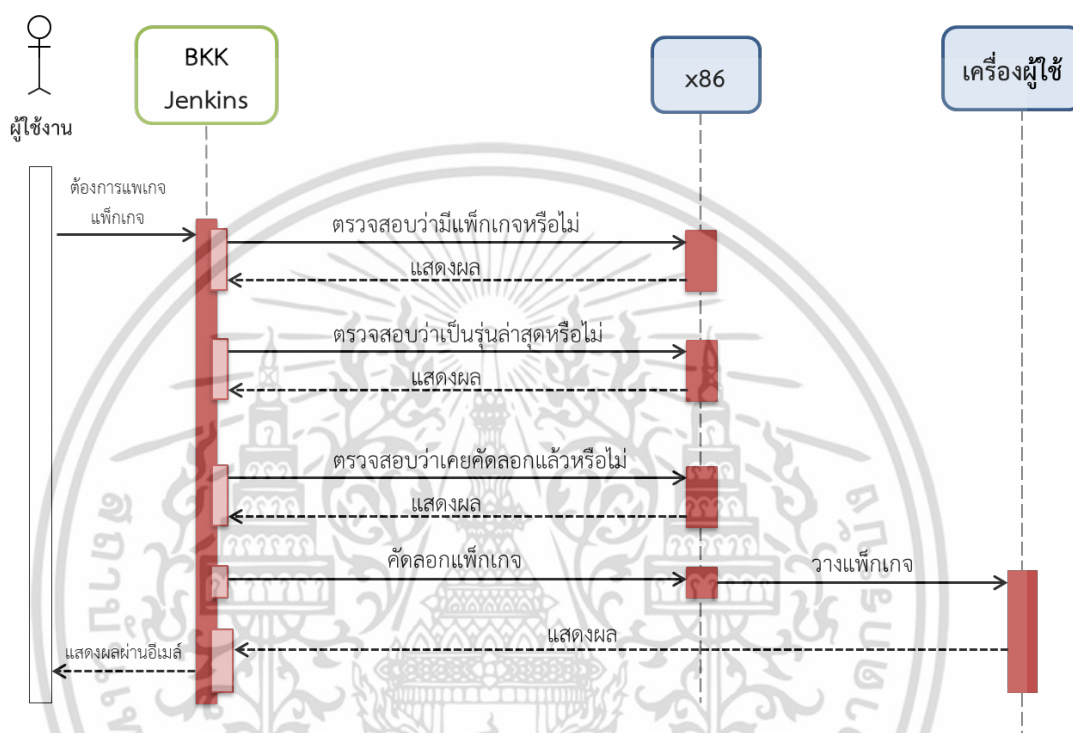 BKK
Jenkins
x86
เครื่องผู้ใช้
ผู้ใช้งาน
ต้องการแพเกจ
แพ็กเกจ
ตรวจสอบว่ามีแพ็กเกจหรือไม่
แสดงผล
ตรวจสอบว่าเป็นรุ่นล่าสุดหรือไม่
แสดงผล
ตรวจสอบว่าเคยคัดลอกแล้วหรือไม่
แสดงผล
คัดลอกแพ็กเกจ
วางแพ็กเกจ
แสดงผล
แสดงผลผ่านอีเมล์